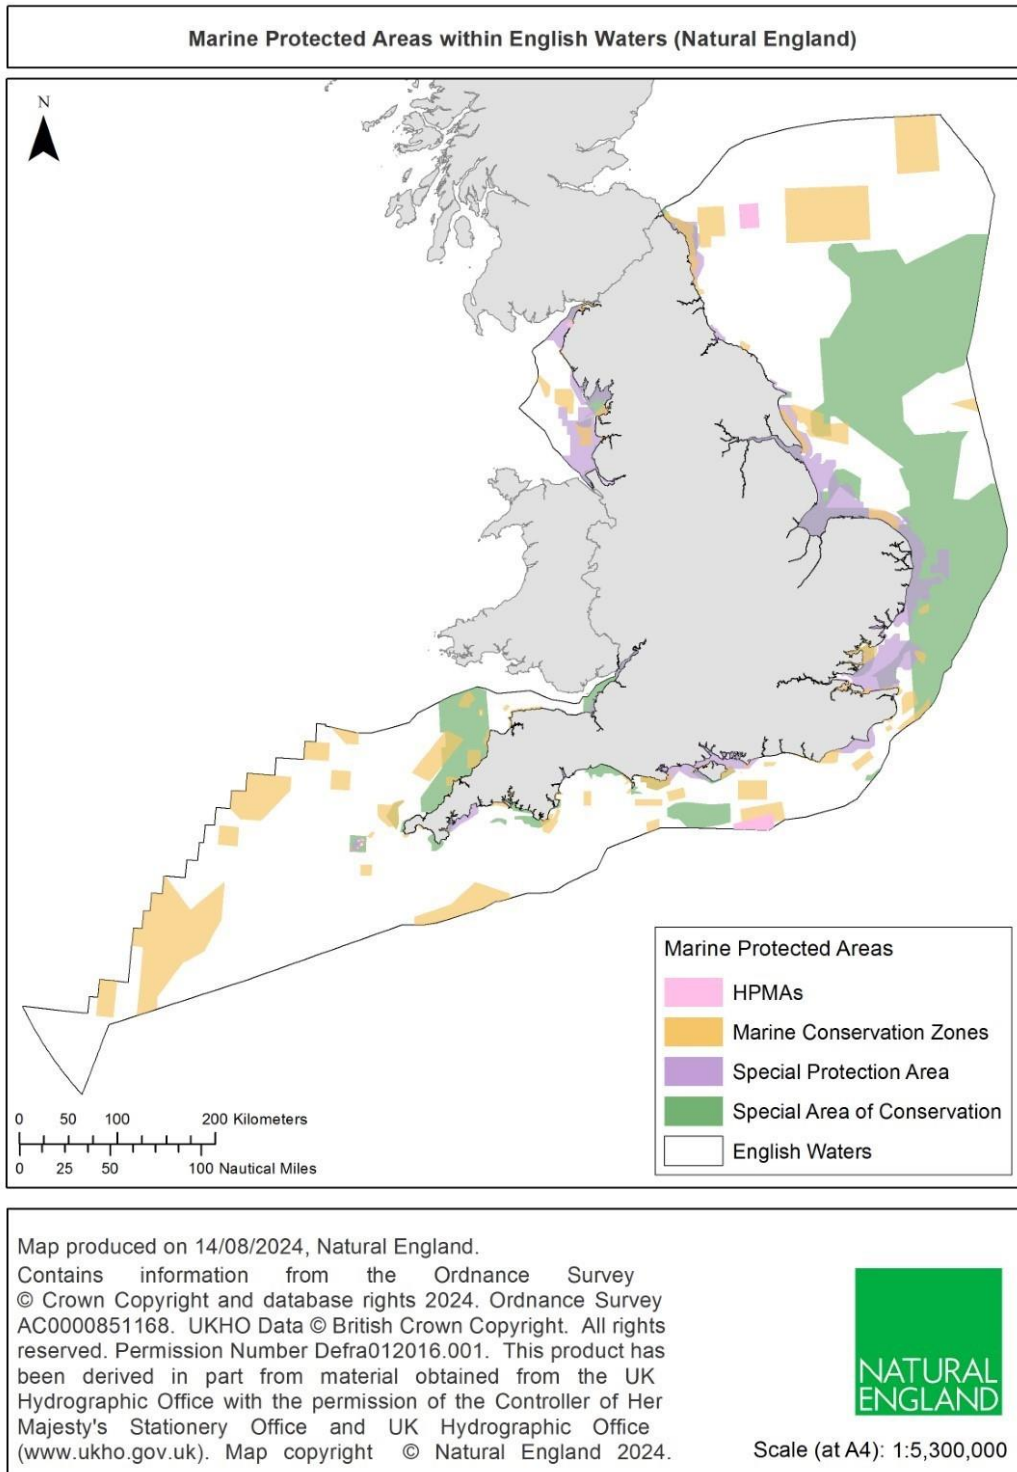 Marine Protected Areas within English Waters (Natural England)
N
Marine Protected Areas
HPMAs
Marine Conservation Zones
Special Protection Area
Special Area of Conservation
English Waters
0 50 100 200 Kilometers
0 25 50 100 Nautical Miles
Map produced on 14/08/2024, Natural England.
Contains information from the Ordnance Survey
© Crown Copyright and database rights 2024. Ordnance Survey
AC0000851168. UKHO Data © British Crown Copyright. All rights
reserved. Permission Number Defra012016.001. This product has
been derived in part from material obtained from the UK
Hydrographic Office with the permission of the Controller of Her
Majesty's Stationery Office and UK Hydrographic Office
(www.ukho.gov.uk). Map copyright © Natural England 2024.
NATURAL
ENGLAND
Scale (at A4): 1:5,300,000